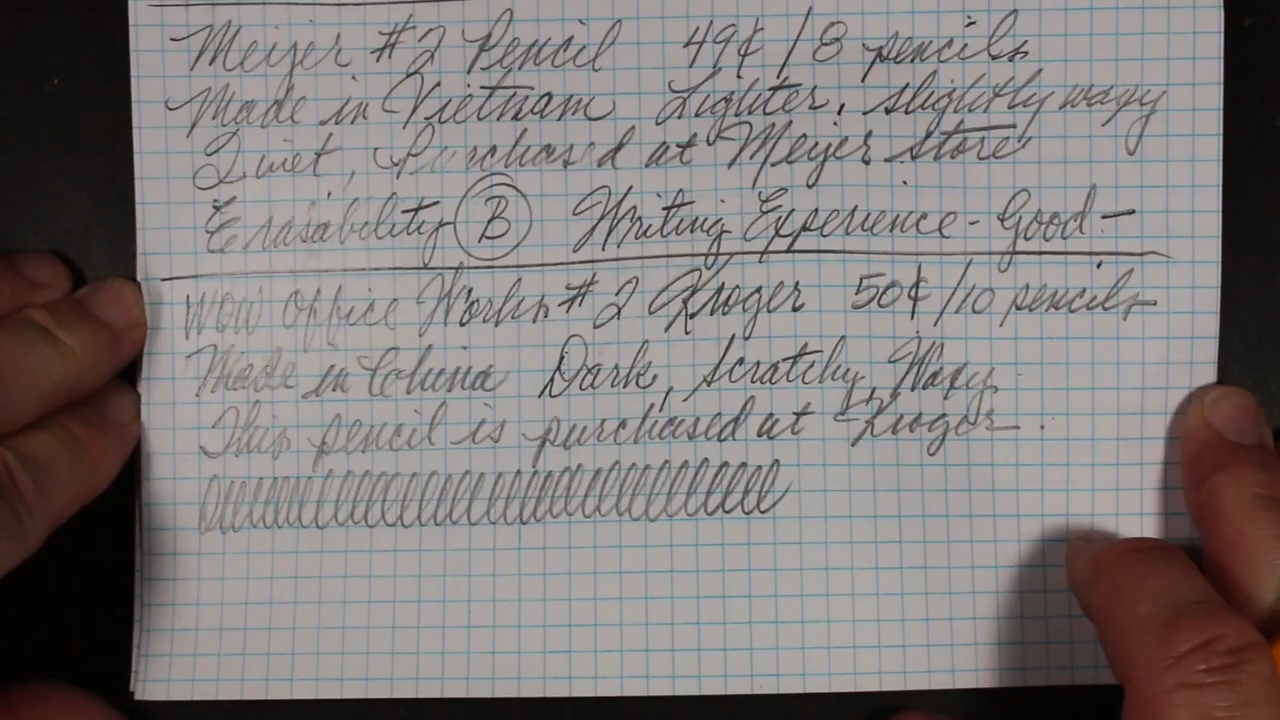 Meijer #2 Pencil 49¢ / 8 pencils
Made in Vietnam Lighter, slightly waxy
Quiet, Purchased at Meijer Store
Erasability B Writing Experience - Good -
WOW Office Works #2 Kroger 50¢ / 10 pencils
Made in China Dark, Scratchy, Waxy
This pencil is purchased at Kroger.